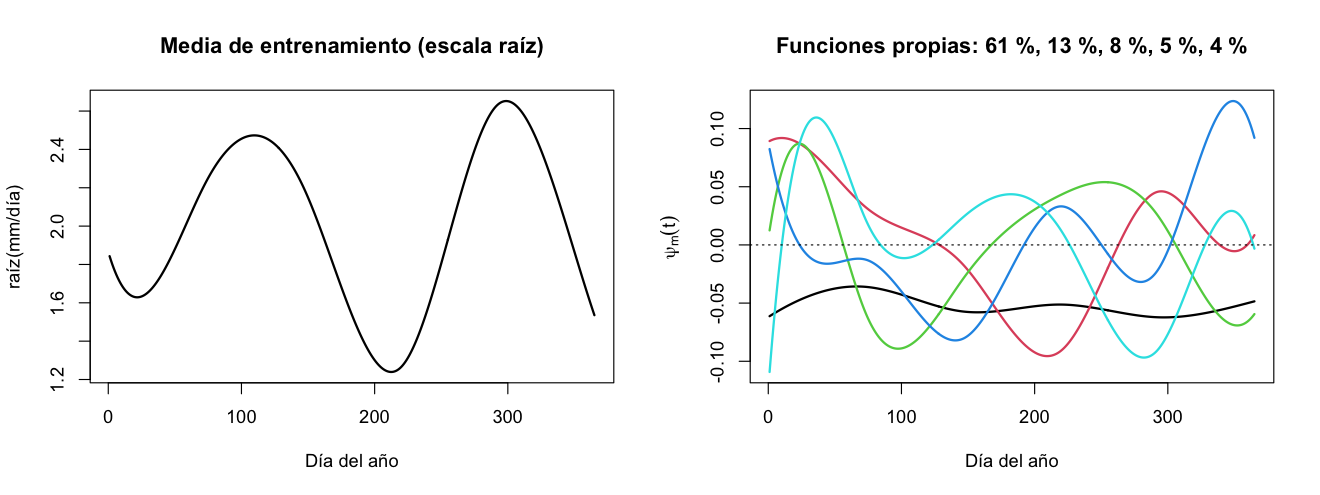 Media de entrenamiento (escala raíz)
raíz(mm/día)
1.2 1.6 2.0 2.4
0 100 200 300
Día del año
Funciones propias: 61 %, 13 %, 8 %, 5 %, 4 %
ψm(t)
-0.10 -0.05 0.00 0.05 0.10
0 100 200 300
Día del año